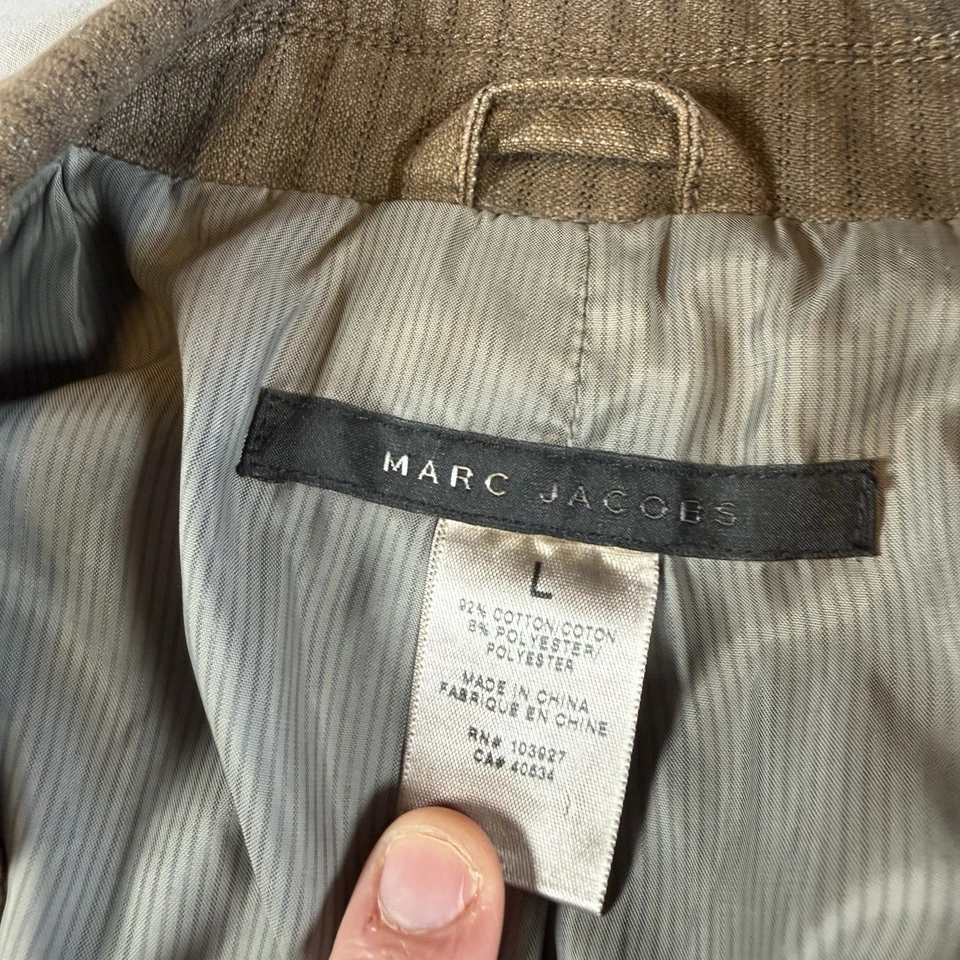 MARC JACOBS
L
92% COTTON/COTON
8% POLYESTER/
POLYESTER
MADE IN CHINA
FABRIQUE EN CHINE
RN# 103927
CA# 40534